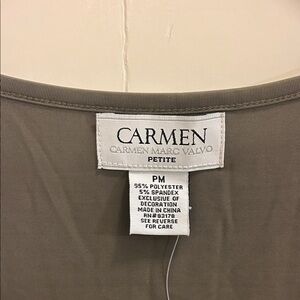 CARMEN
CARMEN MARC VALVO
PETITE
PM
95% POLYESTER
5% SPANDEX
EXCLUSIVE OF
DECORATION
MADE IN CHINA
RN#93178
SEE REVERSE
FOR CARE